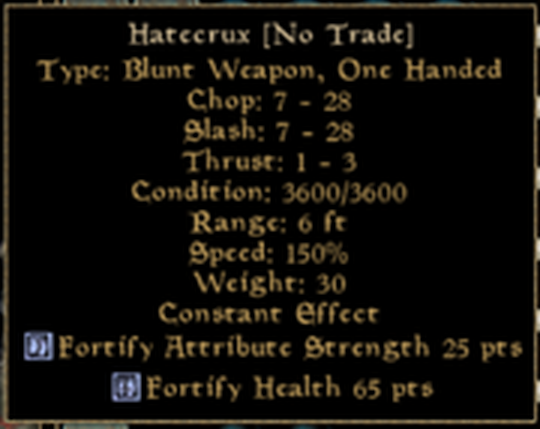 Hatecrux [No Trade]
Type: Blunt Weapon, One Handed
Chop: 7 - 28
Slash: 7 - 28
Thrust: 1 - 3
Condition: 3600/3600
Range: 6 ft
Speed: 150%
Weight: 30
Constant Effect
Fortify Attribute Strength 25 pts
Fortify Health 65 pts